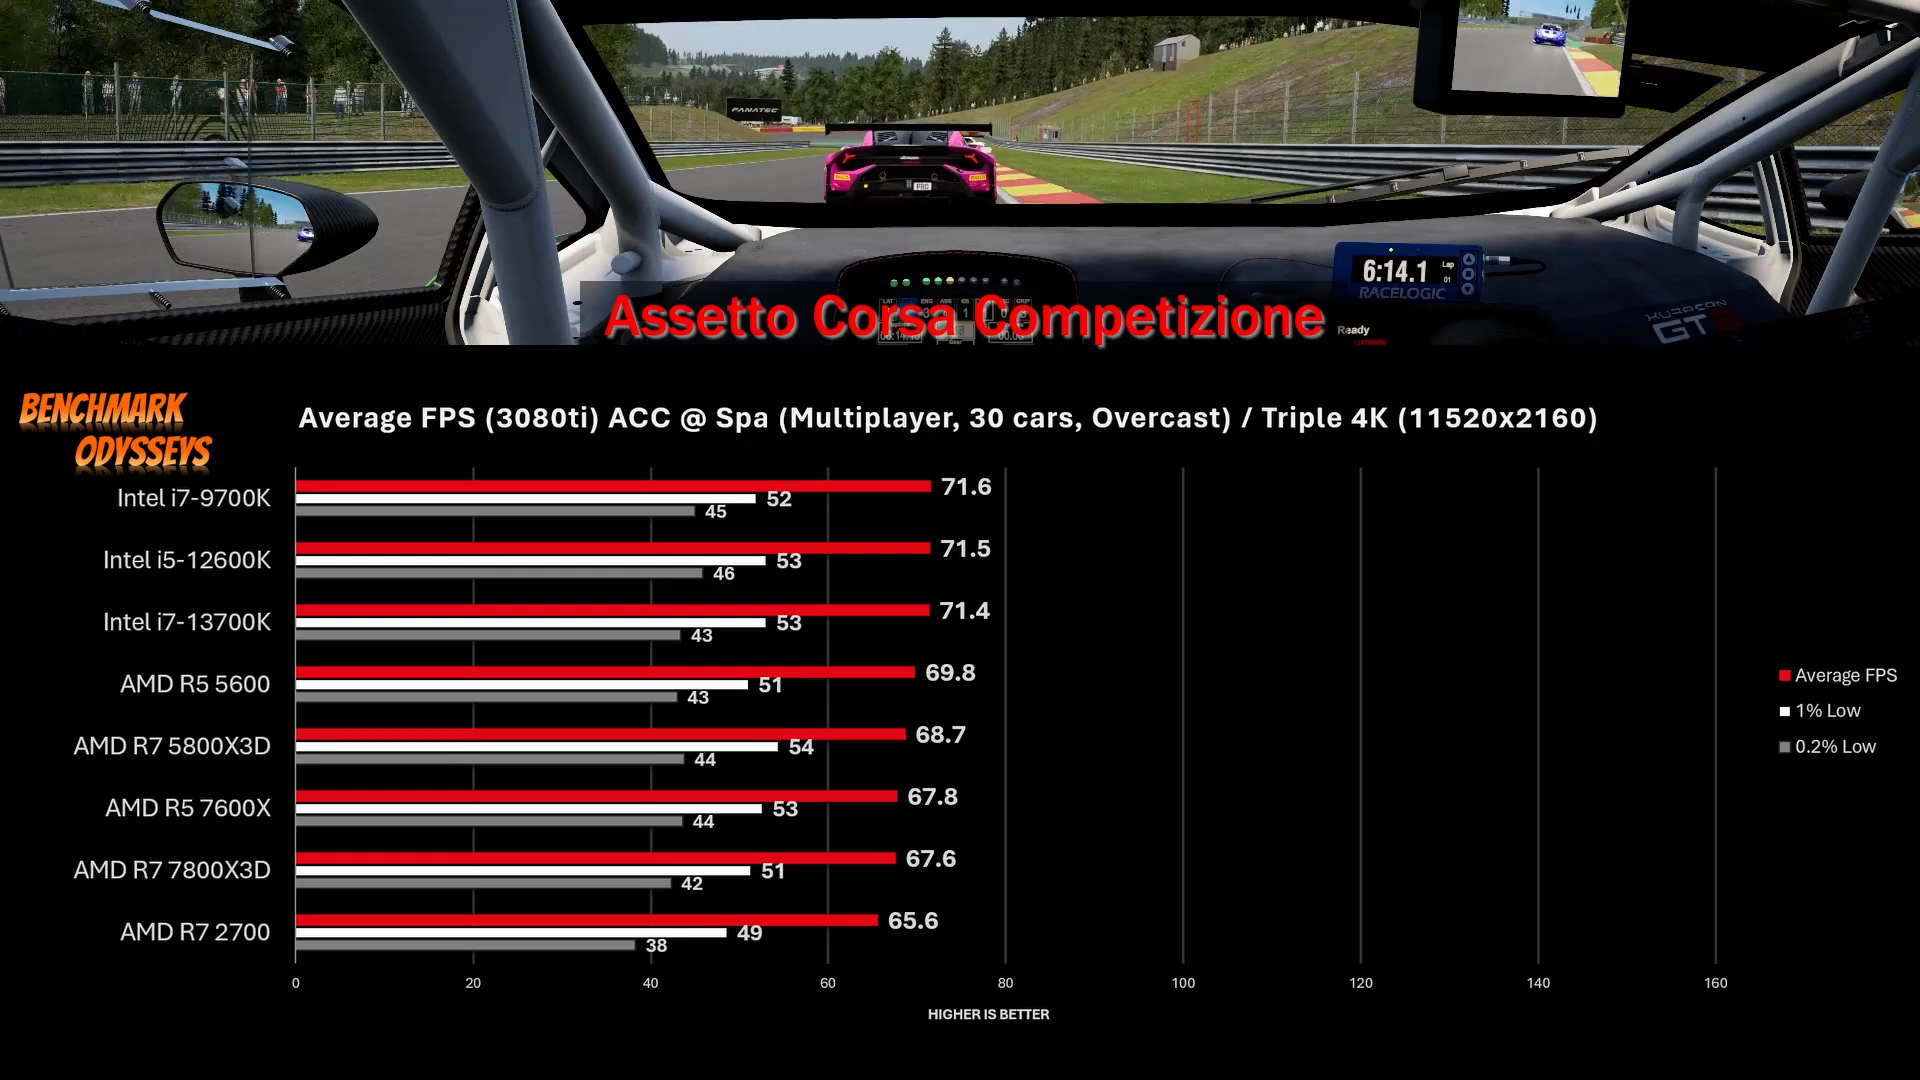 FANATEC
PRO
6:14.1
Lap
01
RACELOGIC
Assetto Corsa Competizione
Ready
GT3
BENCHMARK
ODYSSEYS
Average FPS (3080ti) ACC @ Spa (Multiplayer, 30 cars, Overcast) / Triple 4K (11520x2160)
Intel i7-9700K
71.6
52
45
Intel i5-12600K
71.5
53
46
Intel i7-13700K
71.4
53
43
AMD R5 5600
69.8
51
43
AMD R7 5800X3D
68.7
54
44
AMD R5 7600X
67.8
53
44
AMD R7 7800X3D
67.6
51
42
AMD R7 2700
65.6
49
38
Average FPS
1% Low
0.2% Low
0 20 40 60 80 100 120 140 160
HIGHER IS BETTER